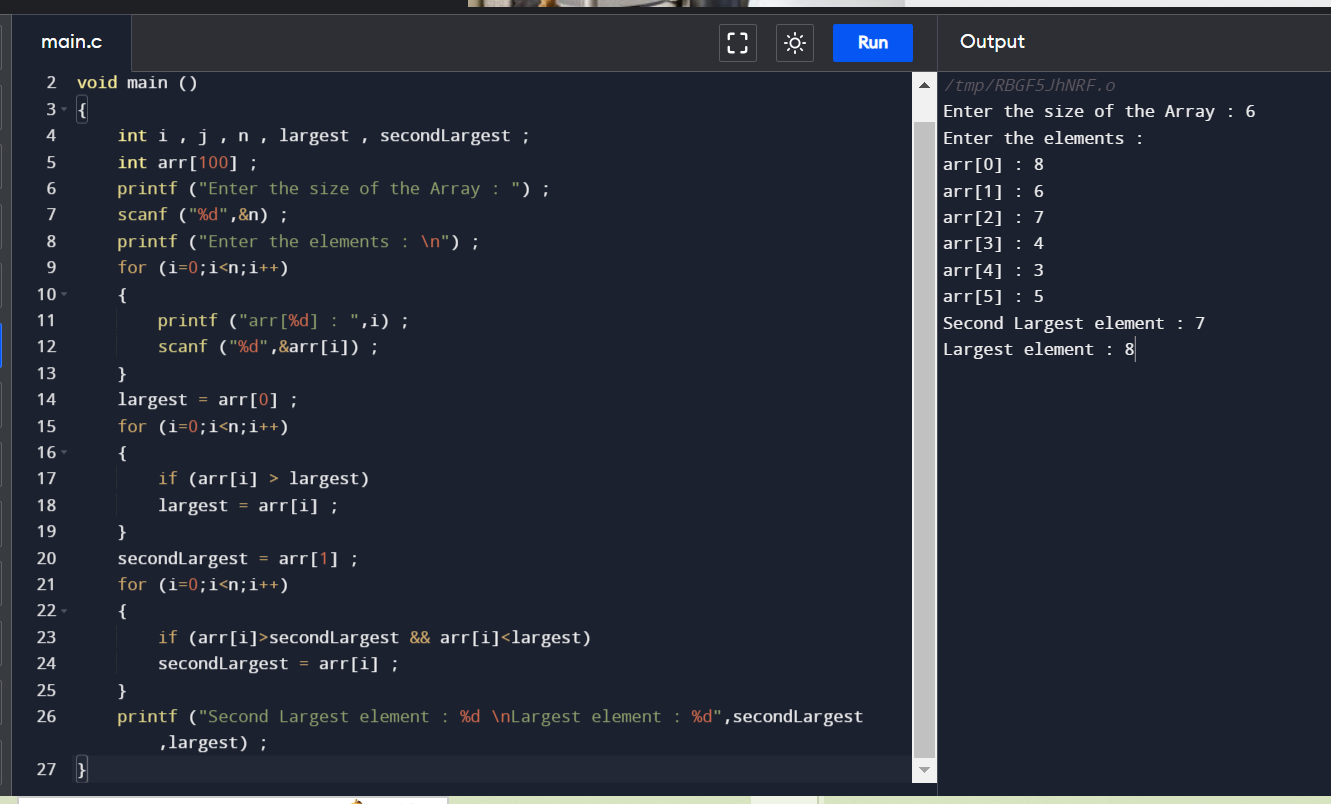 main.c
Run
Output
2 void main ()
3 {
4 int i , j , n , largest , secondLargest ;
5 int arr[100] ;
6 printf ("Enter the size of the Array : ") ;
7 scanf ("%d",&n) ;
8 printf ("Enter the elements : \n") ;
9 for (i=0;i<n;i++)
10 {
11 printf ("arr[%d] : ",i) ;
12 scanf ("%d",&arr[i]) ;
13 }
14 largest = arr[0] ;
15 for (i=0;i<n;i++)
16 {
17 if (arr[i] > largest)
18 largest = arr[i] ;
19 }
20 secondLargest = arr[1] ;
21 for (i=0;i<n;i++)
22 {
23 if (arr[i]>secondLargest && arr[i]<largest)
24 secondLargest = arr[i] ;
25 }
26 printf ("Second Largest element : %d \nLargest element : %d",secondLargest
,largest) ;
27 }
/tmp/RBGF5JhNRF.o
Enter the size of the Array : 6
Enter the elements :
arr[0] : 8
arr[1] : 6
arr[2] : 7
arr[3] : 4
arr[4] : 3
arr[5] : 5
Second Largest element : 7
Largest element : 8